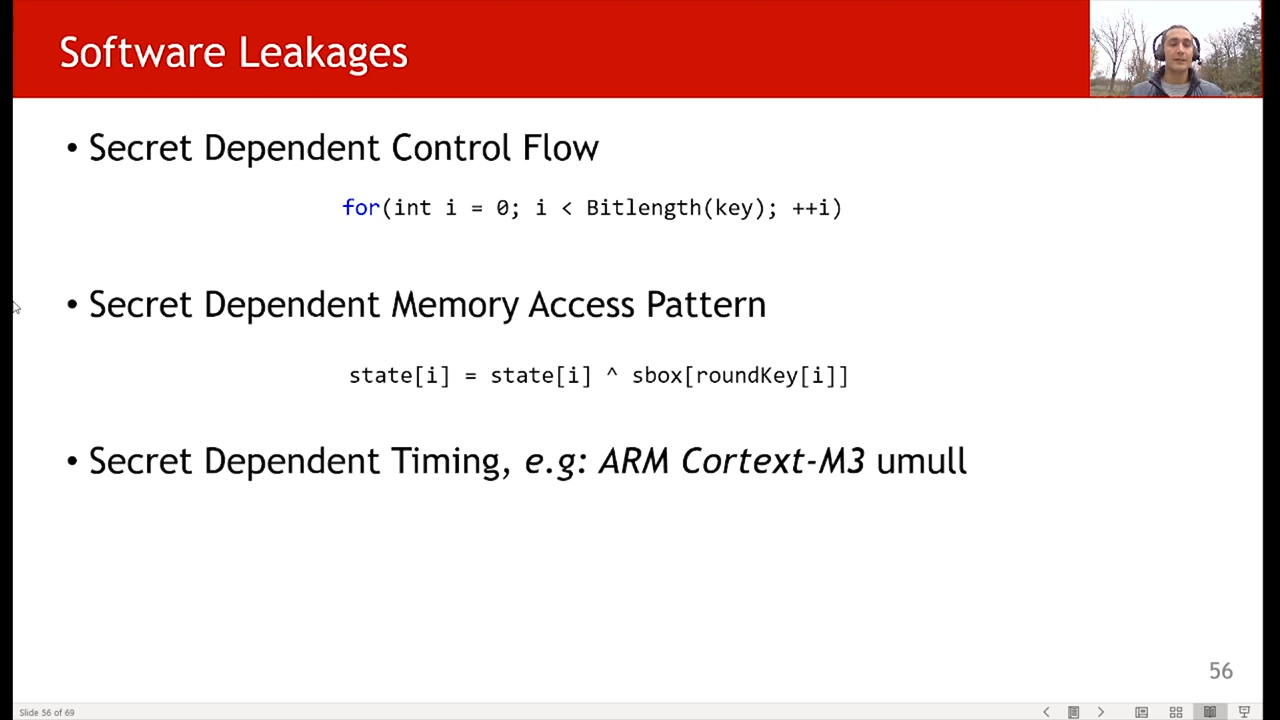 Software Leakages
• Secret Dependent Control Flow
for(int i = 0; i < Bitlength(key); ++i)
• Secret Dependent Memory Access Pattern
state[i] = state[i] ^ sbox[roundKey[i]]
• Secret Dependent Timing, e.g: ARM Cortext-M3 umull
56
Slide 56 of 69